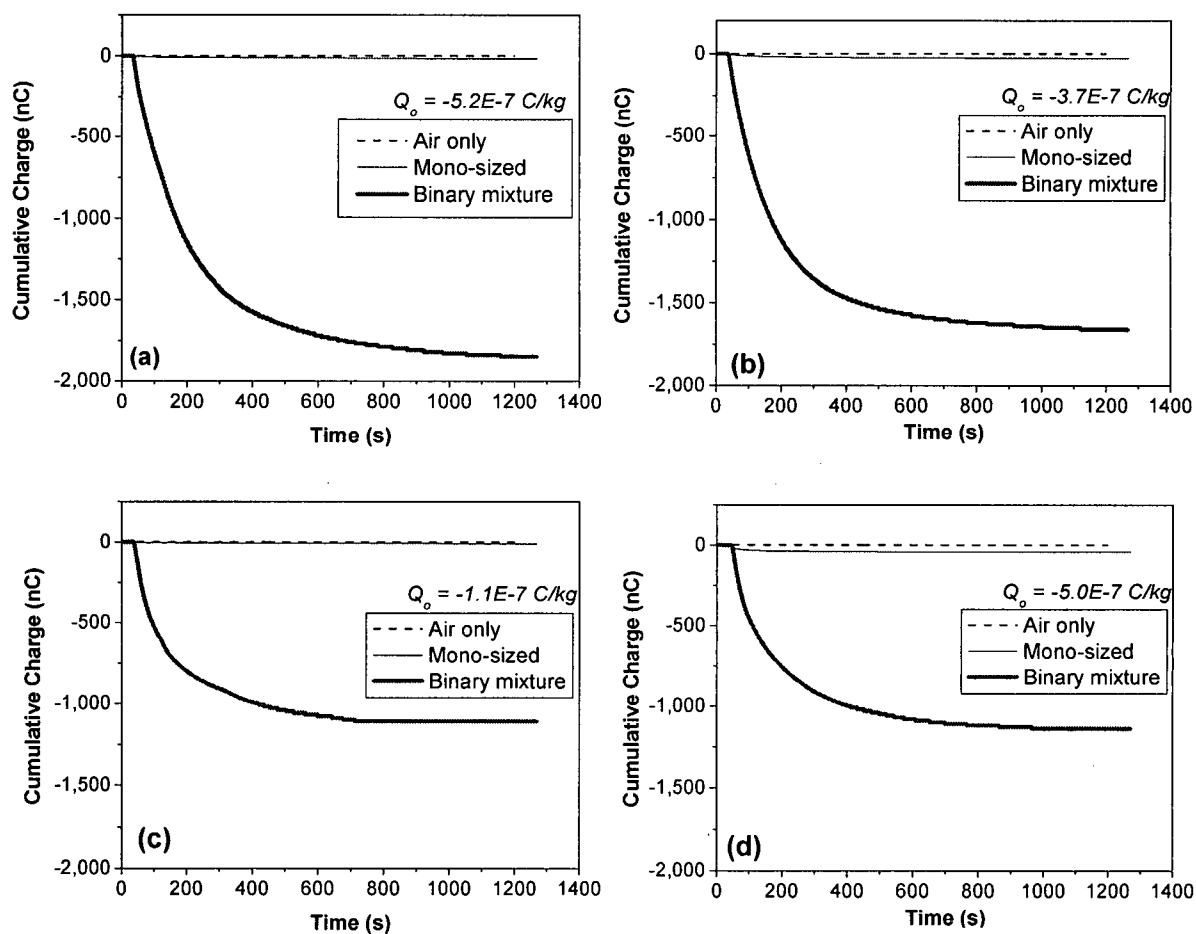 Cumulative Charge (nC)
0
-500
-1,000
-1,500
-2,000
Q_o = -5.2E-7 C/kg
Air only
Mono-sized
Binary mixture
(a)
0 200 400 600 800 1000 1200 1400
Time (s)
Cumulative Charge (nC)
0
-500
-1,000
-1,500
-2,000
Q_o = -3.7E-7 C/kg
Air only
Mono-sized
Binary mixture
(b)
0 200 400 600 800 1000 1200 1400
Time (s)
Cumulative Charge (nC)
0
-500
-1,000
-1,500
-2,000
Q_o = -1.1E-7 C/kg
Air only
Mono-sized
Binary mixture
(c)
0 200 400 600 800 1000 1200 1400
Time (s)
Cumulative Charge (nC)
0
-500
-1,000
-1,500
-2,000
Q_o = -5.0E-7 C/kg
Air only
Mono-sized
Binary mixture
(d)
0 200 400 600 800 1000 1200 1400
Time (s)